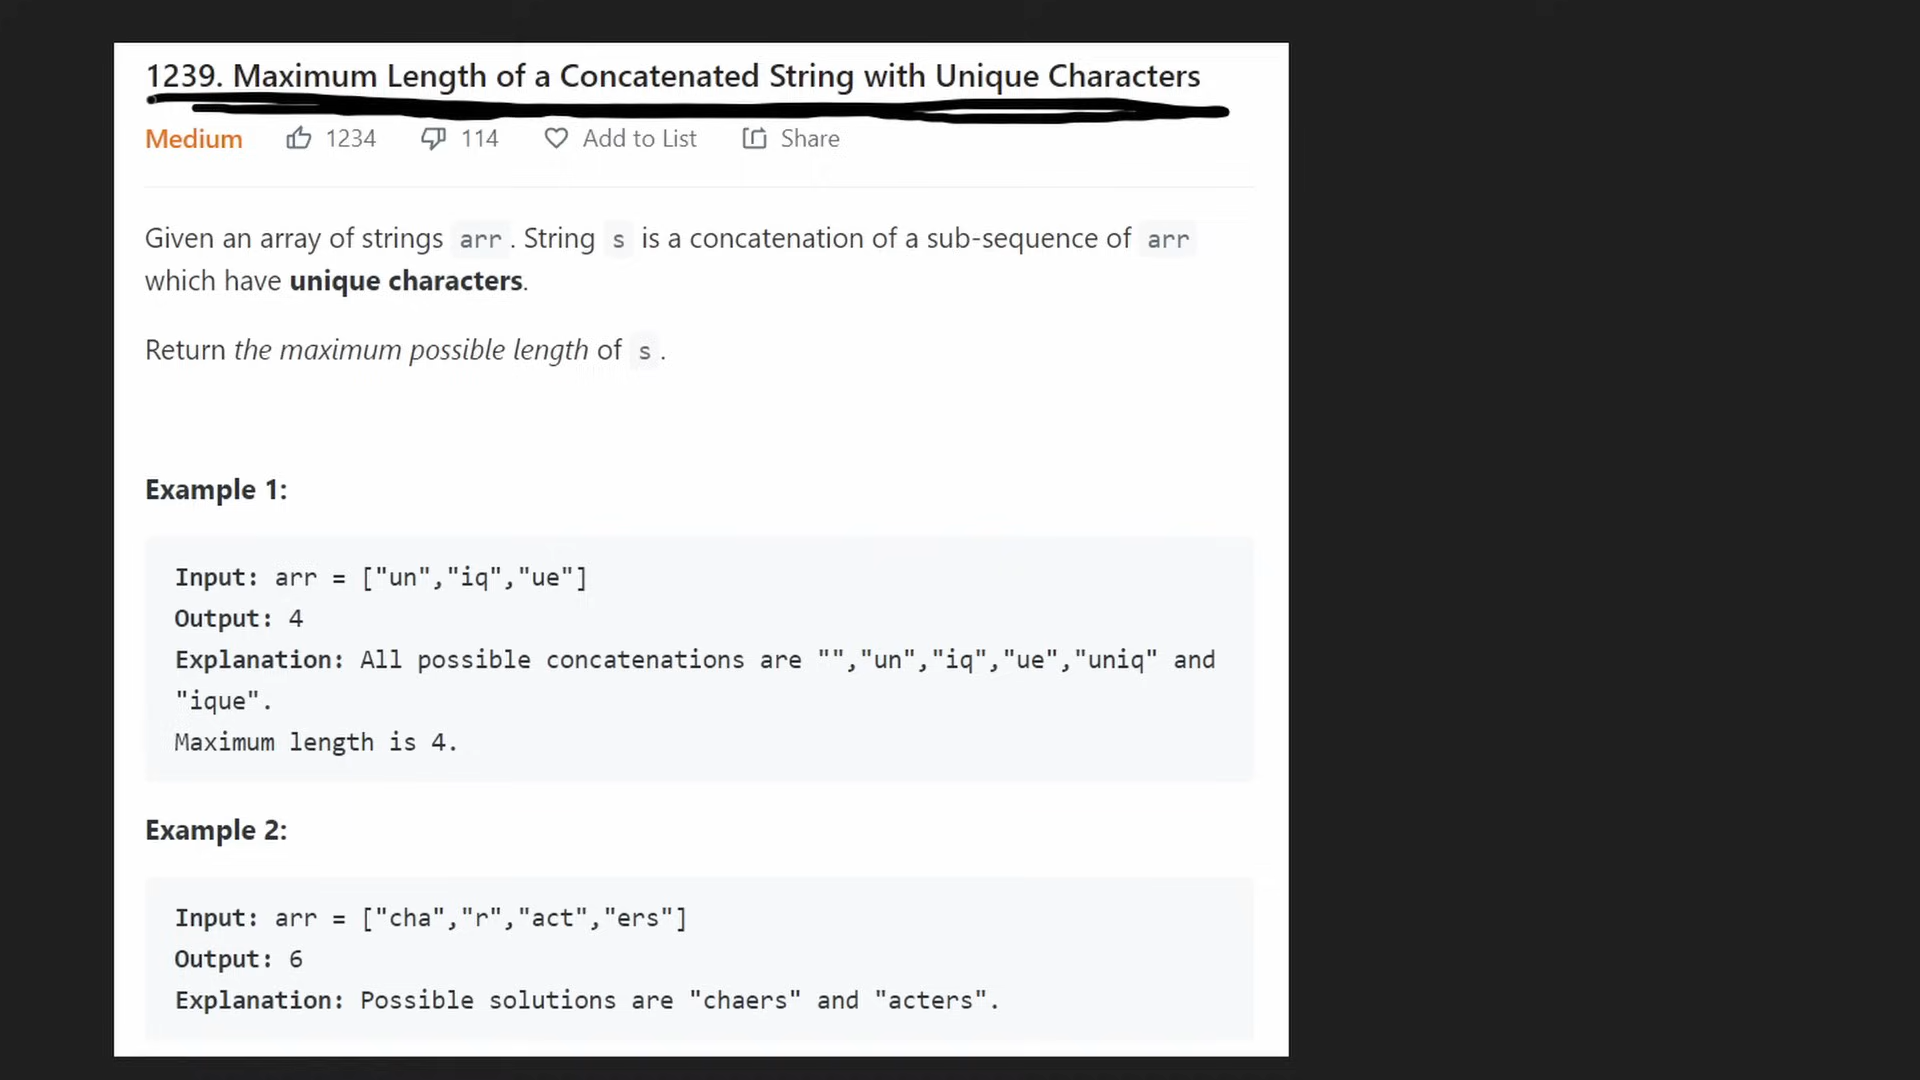 1239. Maximum Length of a Concatenated String with Unique Characters
Medium 1234 114 Add to List Share
Given an array of strings arr . String s is a concatenation of a sub-sequence of arr
which have unique characters.
Return the maximum possible length of s .
Example 1:
Input: arr = ["un","iq","ue"]
Output: 4
Explanation: All possible concatenations are "","un","iq","ue","uniq" and
"ique".
Maximum length is 4.
Example 2:
Input: arr = ["cha","r","act","ers"]
Output: 6
Explanation: Possible solutions are "chaers" and "acters".